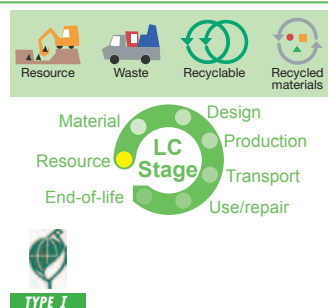 Resource Waste Recyclable Recycled
materials
Design
Material
Production
LC
Stage
Resource
Transport
End-of-life
Use/repair
TYPE I